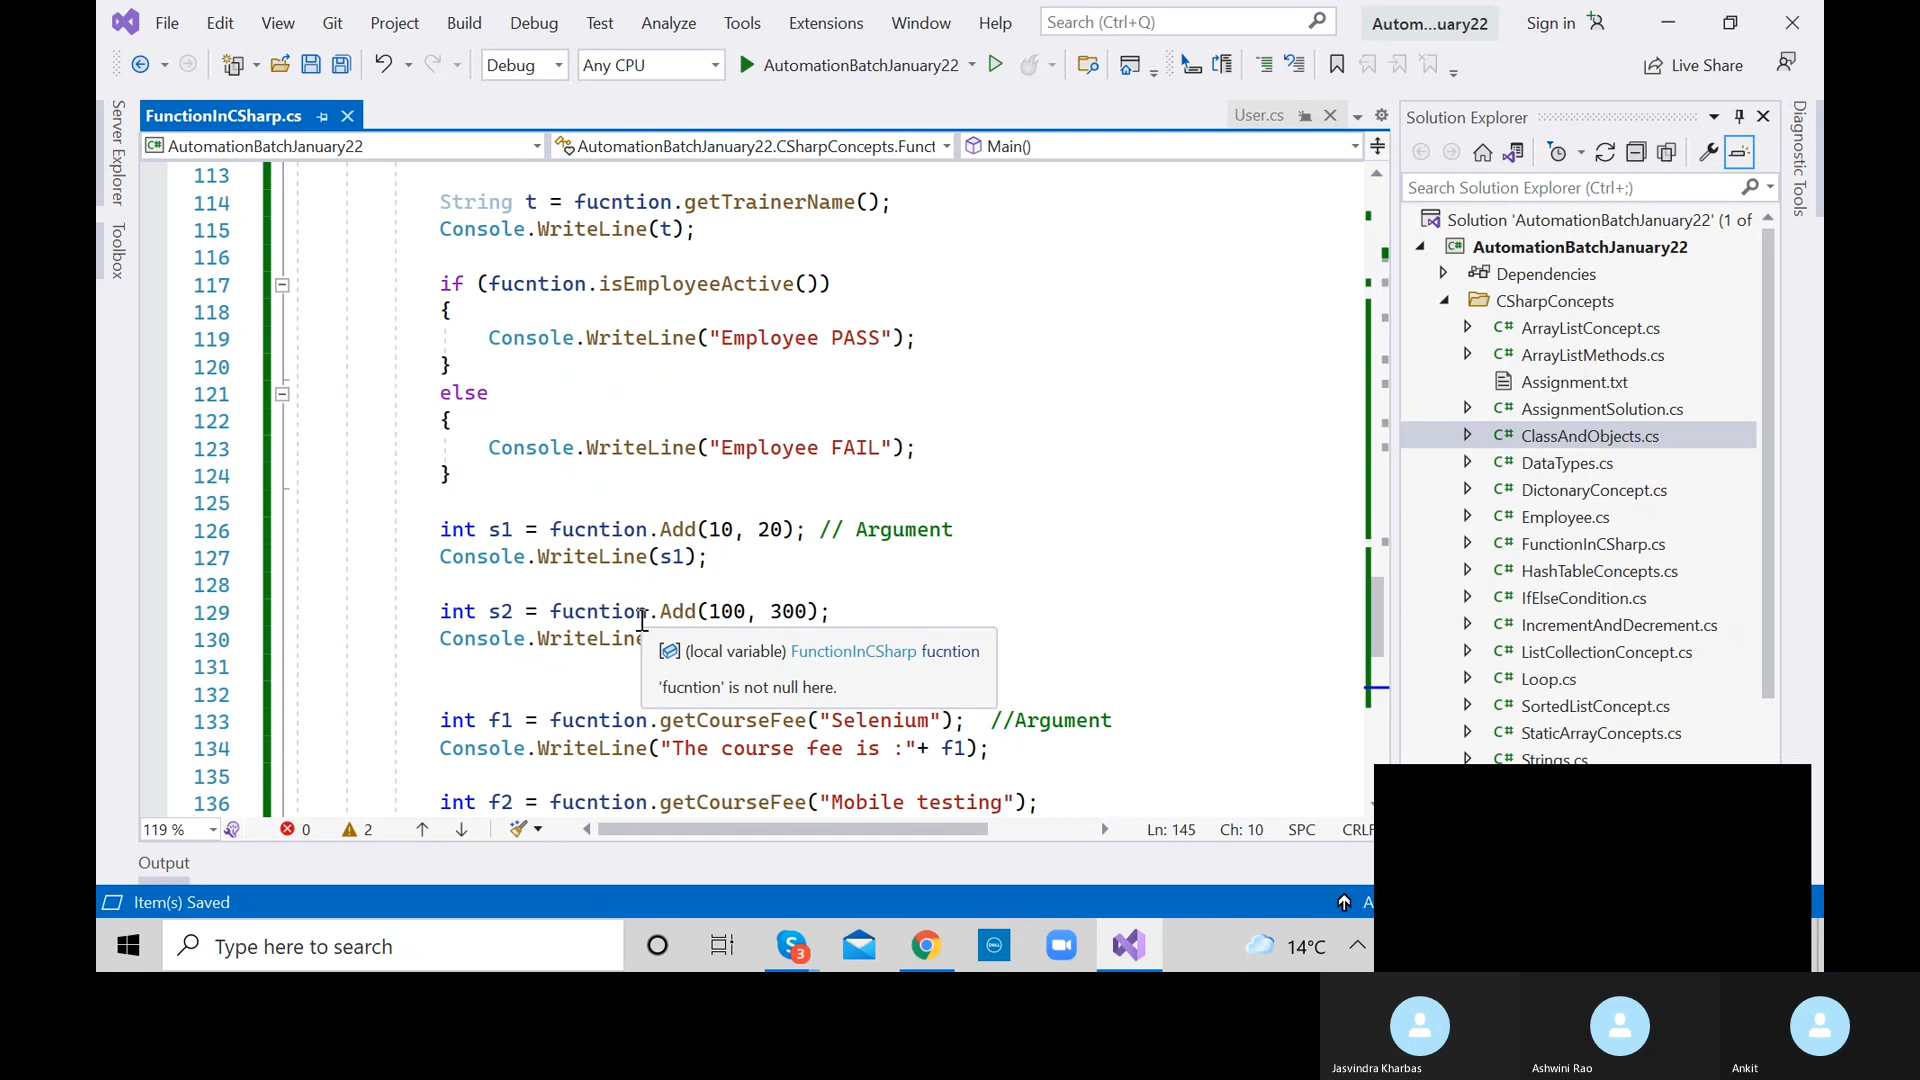 File Edit View Git Project Build Debug Test Analyze Tools Extensions Window Help Search (Ctrl+Q) Autom...uary22 Sign in
Debug Any CPU AutomationBatchJanuary22 Live Share
Server Explorer
Toolbox
FunctionInCSharp.cs User.cs
AutomationBatchJanuary22 AutomationBatchJanuary22.CSharpConcepts.Funct Main()
113
114 String t = fucntion.getTrainerName();
115 Console.WriteLine(t);
116
117 if (fucntion.isEmployeeActive())
118 {
119 Console.WriteLine("Employee PASS");
120 }
121 else
122 {
123 Console.WriteLine("Employee FAIL");
124 }
125
126 int s1 = fucntion.Add(10, 20); // Argument
127 Console.WriteLine(s1);
128
129 int s2 = fucntion.Add(100, 300);
130 Console.WriteLine
(local variable) FunctionInCSharp fucntion
'fucntion' is not null here.
131
132
133 int f1 = fucntion.getCourseFee("Selenium"); //Argument
134 Console.WriteLine("The course fee is :"+ f1);
135
136 int f2 = fucntion.getCourseFee("Mobile testing");
119 % 0 2 Ln: 145 Ch: 10 SPC CRLF
Output
Item(s) Saved
Solution Explorer
Search Solution Explorer (Ctrl+;)
Solution 'AutomationBatchJanuary22' (1 of
AutomationBatchJanuary22
Dependencies
CSharpConcepts
C# ArrayListConcept.cs
C# ArrayListMethods.cs
Assignment.txt
C# AssignmentSolution.cs
C# ClassAndObjects.cs
C# DataTypes.cs
C# DictonaryConcept.cs
C# Employee.cs
C# FunctionInCSharp.cs
C# HashTableConcepts.cs
C# IfElseCondition.cs
C# IncrementAndDecrement.cs
C# ListCollectionConcept.cs
C# Loop.cs
C# SortedListConcept.cs
C# StaticArrayConcepts.cs
C# Strings.cs
Diagnostic Tools
Type here to search 3 DELL 14°C
Jasvindra Kharbas Ashwini Rao Ankit